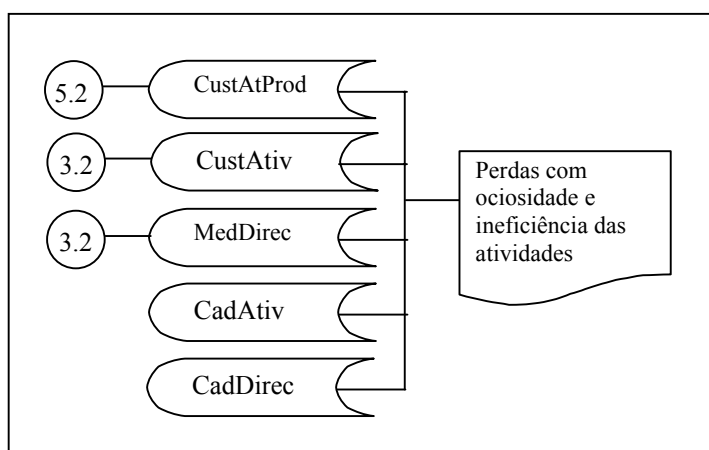 5.2
CustAtProd
3.2
CustAtiv
3.2
MedDirec
CadAtiv
CadDirec
Perdas com
ociosidade e
ineficiência das
atividades